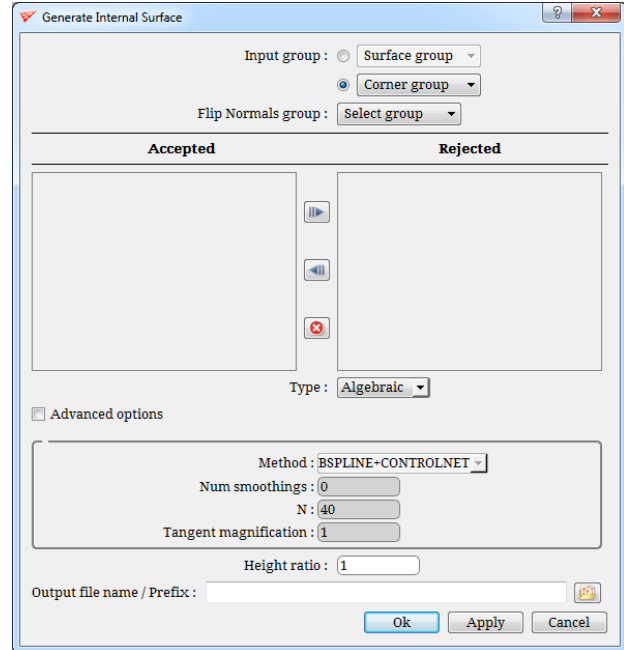 Generate Internal Surface
Input group : Surface group
Corner group
Flip Normals group : Select group
Accepted Rejected
Type : Algebraic
Advanced options
Method : BSPLINE+CONTROLNET
Num smoothings : 0
N : 40
Tangent magnification : 1
Height ratio : 1
Output file name / Prefix :
Ok Apply Cancel